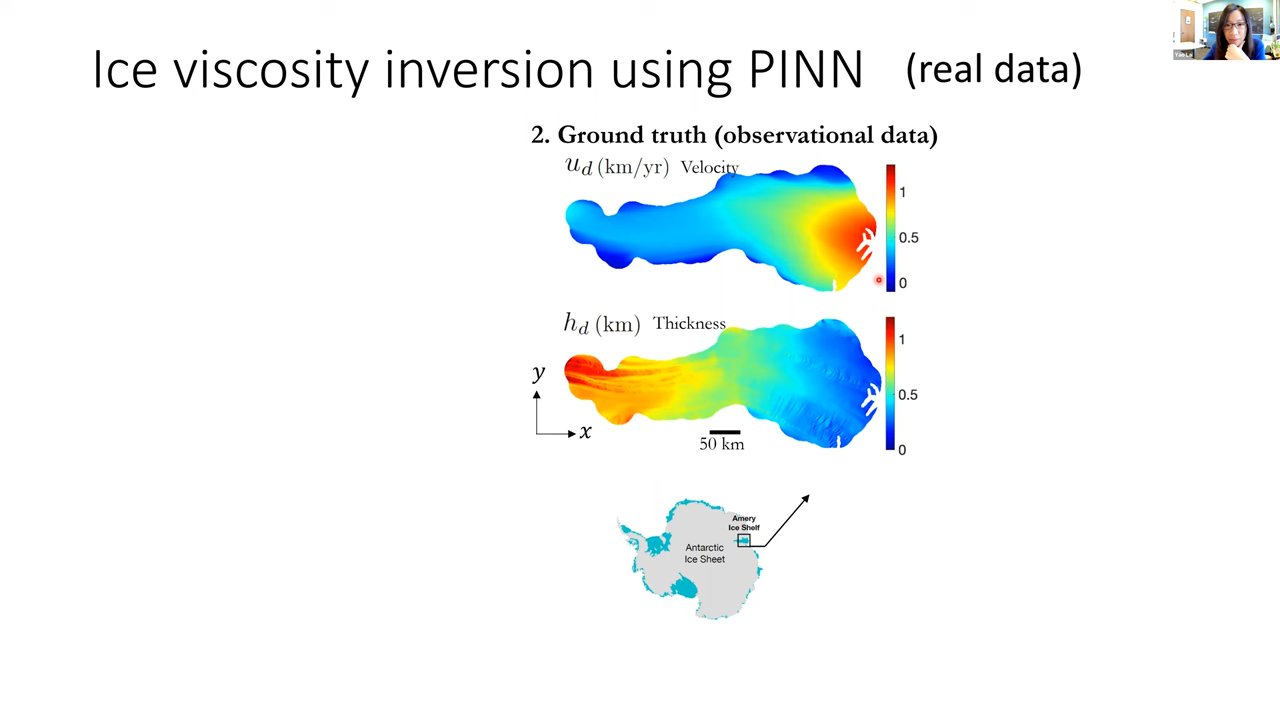 Ice viscosity inversion using PINN (real data)
2. Ground truth (observational data)
u_d (km/yr) Velocity
1
0.5
0
h_d (km) Thickness
1
0.5
0
y
x
50 km
Amery
Ice Shelf
Antarctic
Ice Sheet